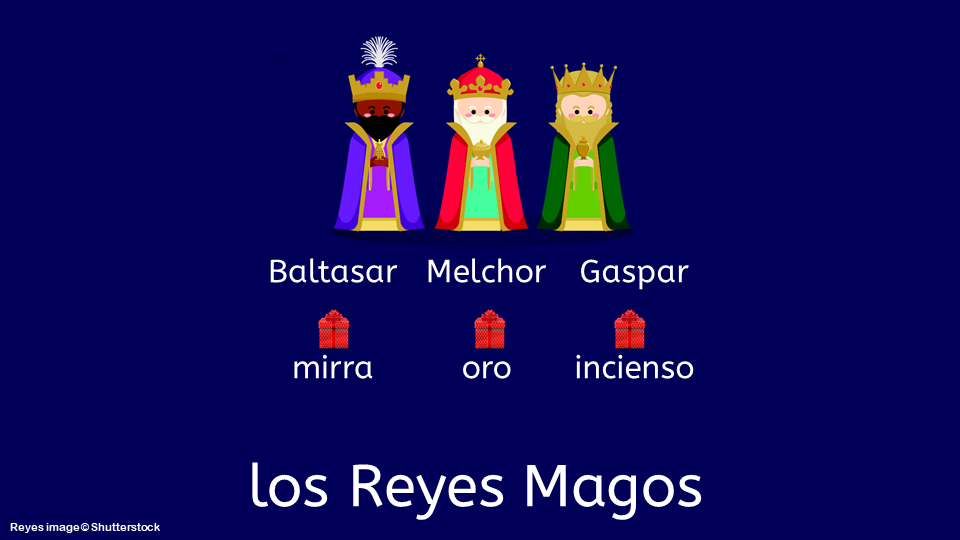 Baltasar Melchor Gaspar
mirra oro incienso
los Reyes Magos
Reyes image © Shutterstock